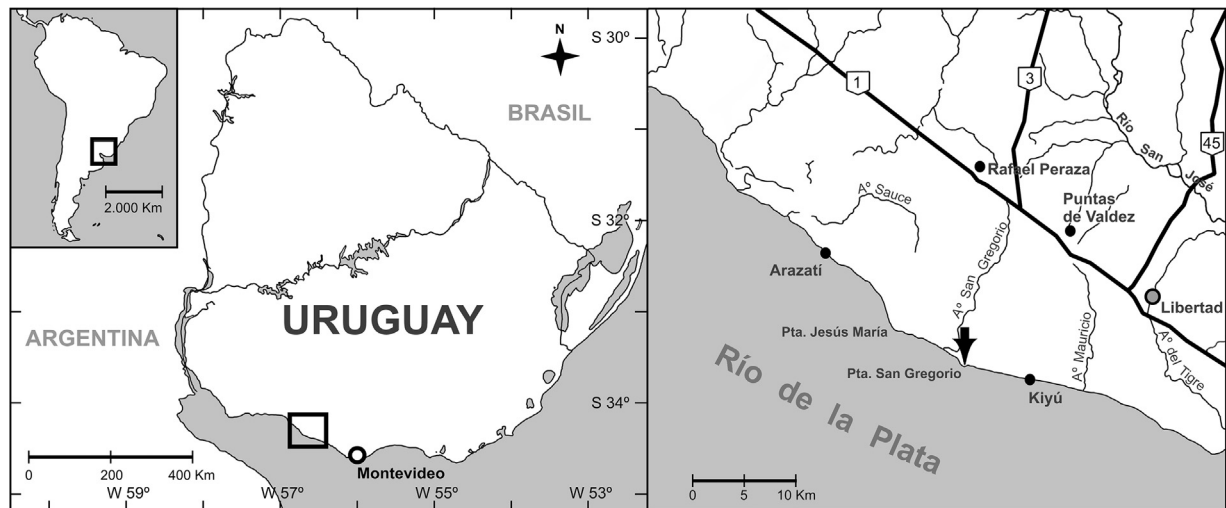 N
S 30º
BRASIL
2.000 Km
S 32º
URUGUAY
ARGENTINA
S 34º
0 200 400 Km
Montevideo
W 59º W 57º W 55º W 53º
1
3
45
Río San José
Rafael Peraza
Aº Sauce
Puntas
de Valdez
Aº San Gregorio
Arazatí
Libertad
Pta. Jesús María
Aº Mauricio
Aº del Tigre
Pta. San Gregorio
Kiyú
Río de la Plata
0 5 10 Km